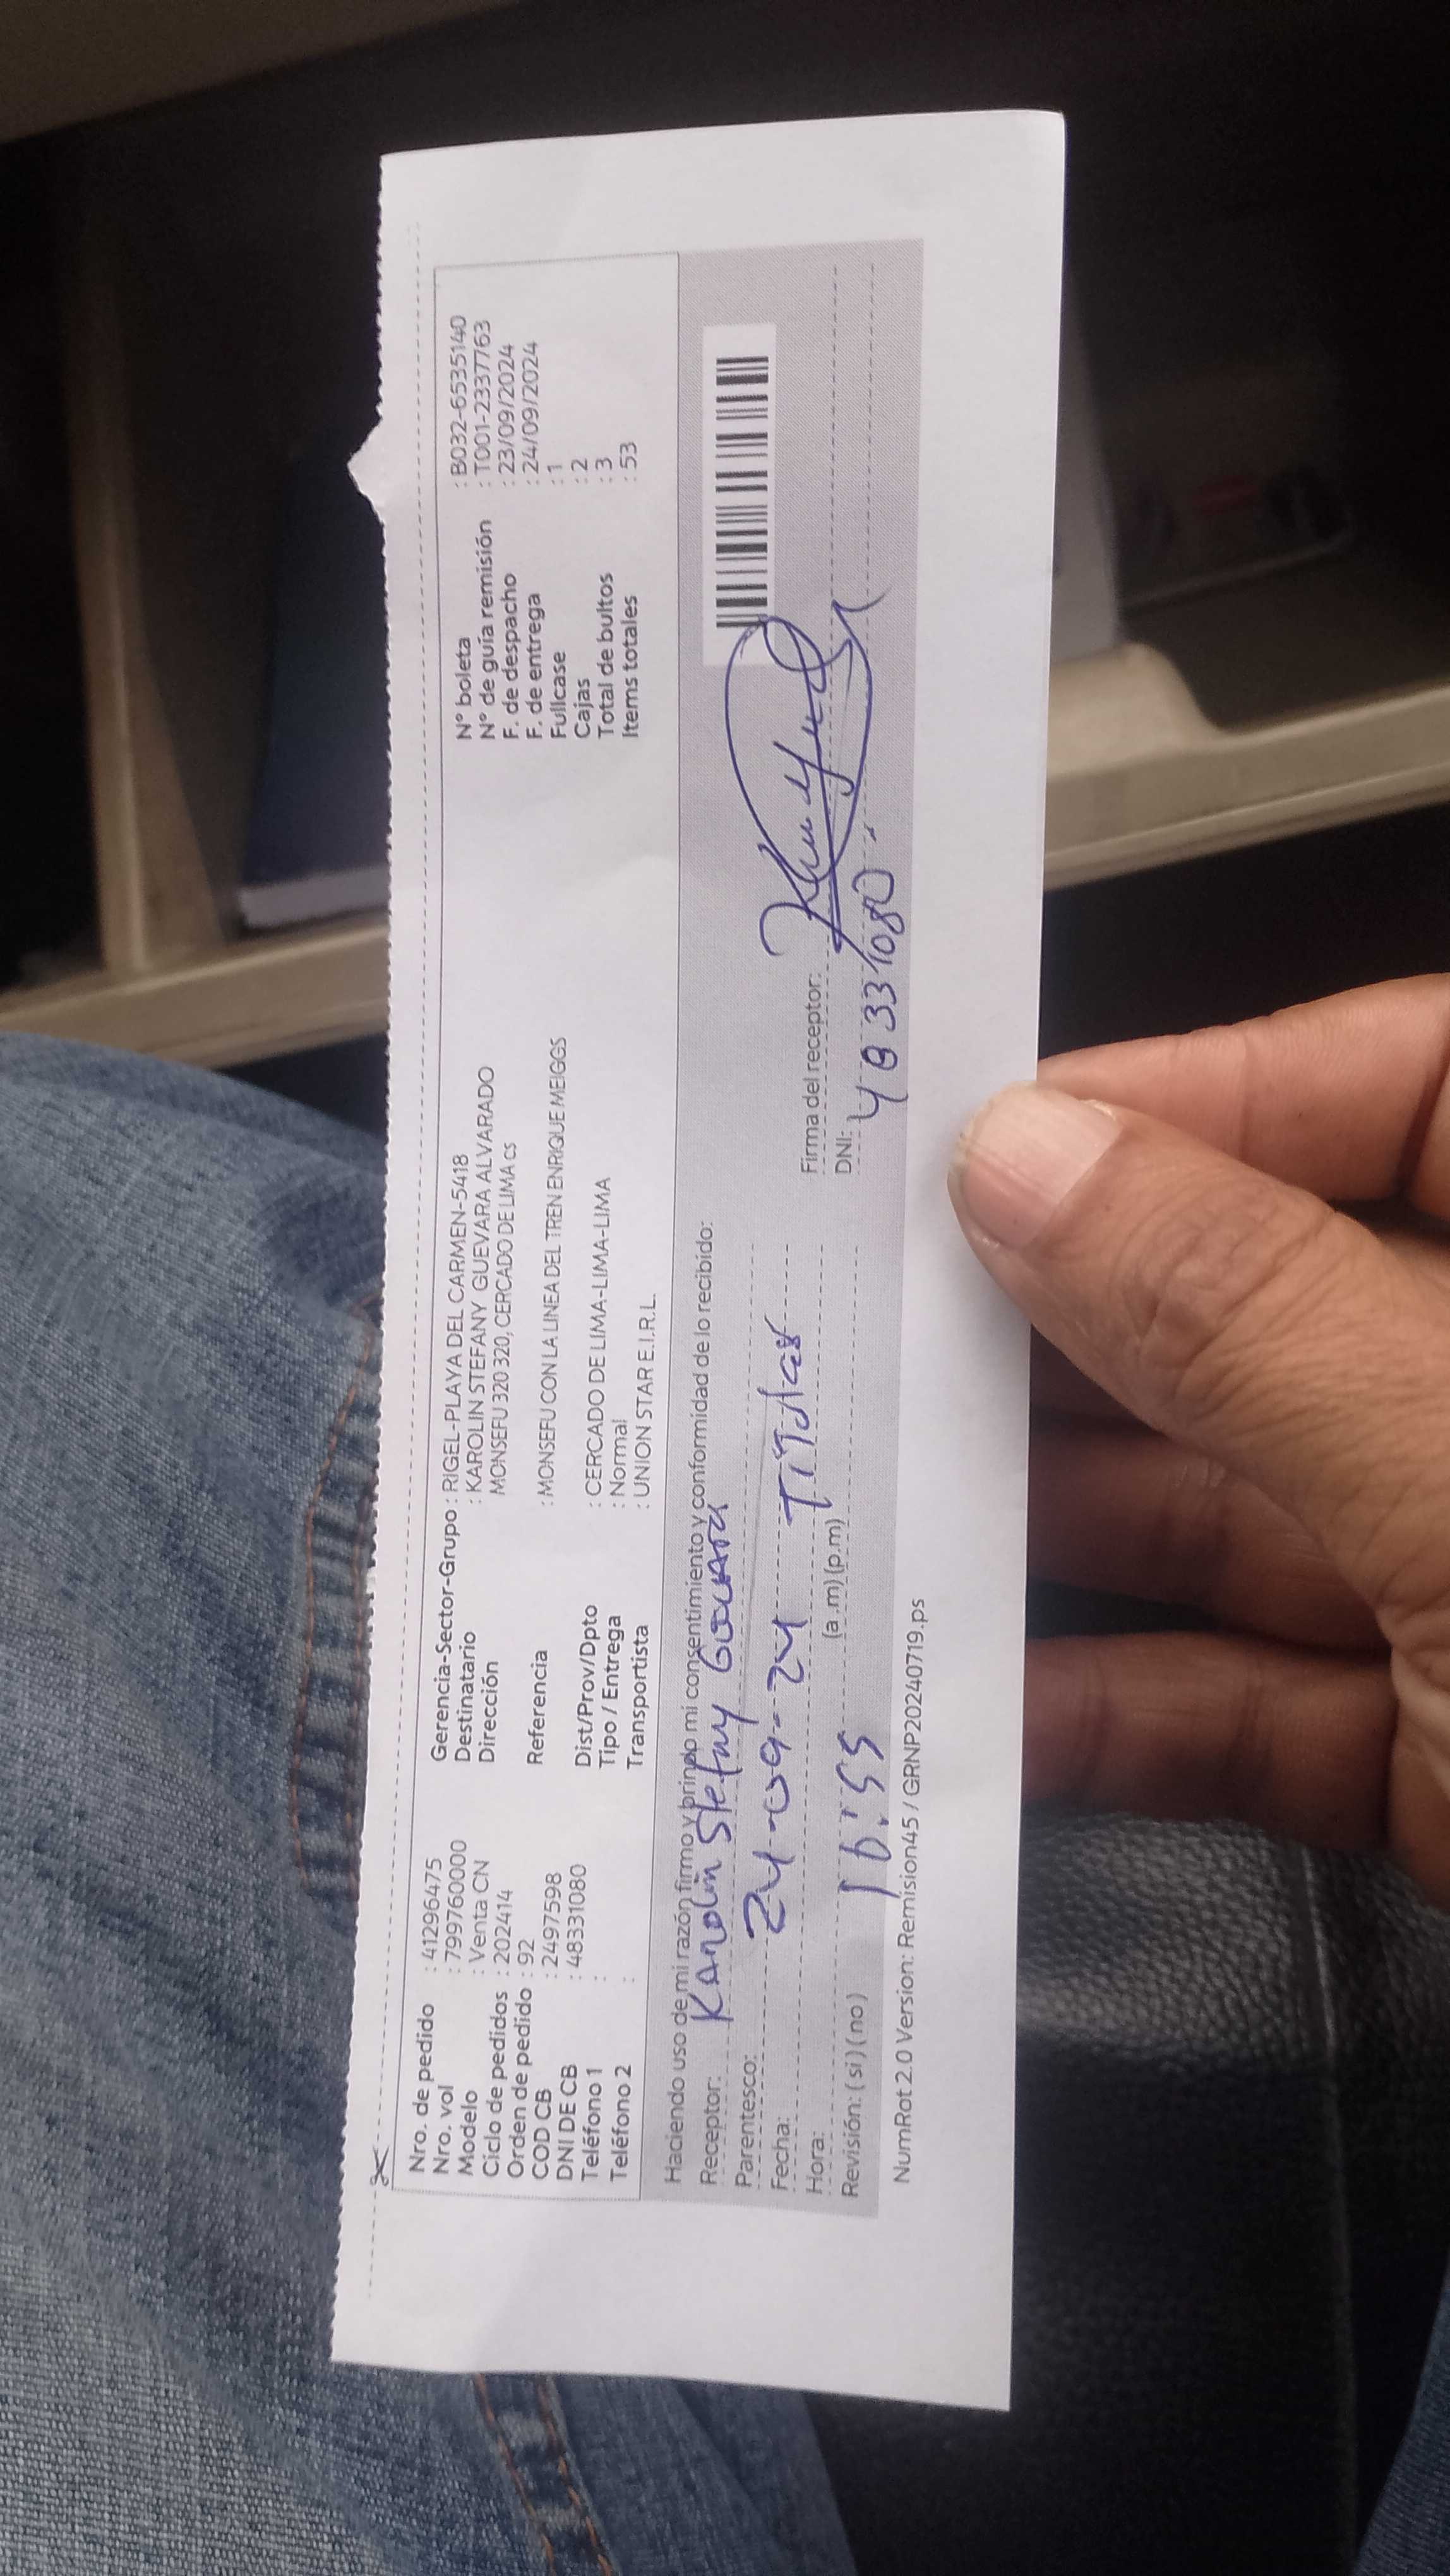 Nro. de pedido : 41296475
Nro. vol : 799760000
Modelo : Venta CN
Ciclo de pedidos : 202414
Orden de pedido : 92
COD CB : 2497598
DNI DE CB : 48331080
Teléfono 1 :
Teléfono 2 :
Gerencia-Sector-Grupo : RIGEL-PLAYA DEL CARMEN-5418
Destinatario : KAROLIN STEFANY GUEVARA ALVARADO
Dirección MONSEFU 320 320, CERCADO DE LIMA cs
Referencia : MONSEFU CON LA LINEA DEL TREN ENRIQUE MEIGGS
Dist/Prov/Dpto : CERCADO DE LIMA-LIMA-LIMA
Tipo / Entrega : Normal
Transportista : UNION STAR E.I.R.L.
N° boleta : B032-6535140
N° de guía remisión : T001-2337763
F. de despacho : 23/09/2024
F. de entrega : 24/09/2024
Fullcase : 1
Cajas : 2
Total de bultos : 3
Items totales : 53
Haciendo uso de mi razón firmo y brindo mi consentimiento y conformidad de lo recibido:
Receptor: Karolin Stefany
Parentesco:
Fecha: 24-09-24 Titular
Hora: (a.m) (p.m)
Revisión: (si) (no)
Firma del receptor:
DNI: 48331080
NumRot 2.0 Version: Remision45 / GRNP20240719.ps